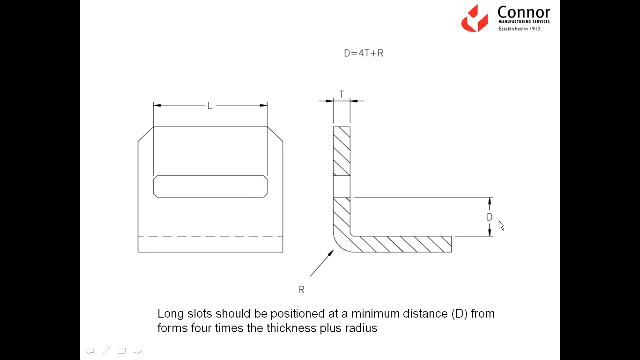 Connor
MANUFACTURING SERVICES
Established in 1913
D=4T+R
L
T
D
R
Long slots should be positioned at a minimum distance (D) from
forms four times the thickness plus radius